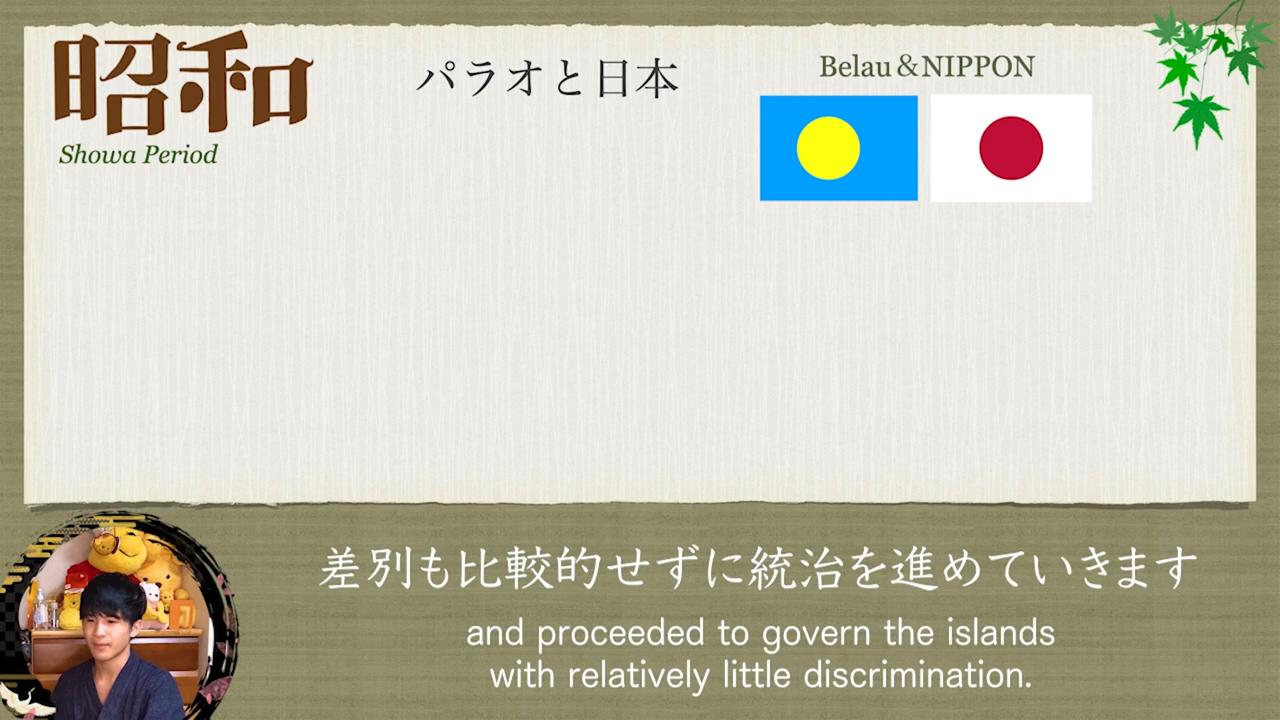 昭和
Showa Period
パラオと日本
Belau＆NIPPON
差別も比較的せずに統治を進めていきます
and proceeded to govern the islands
with relatively little discrimination.